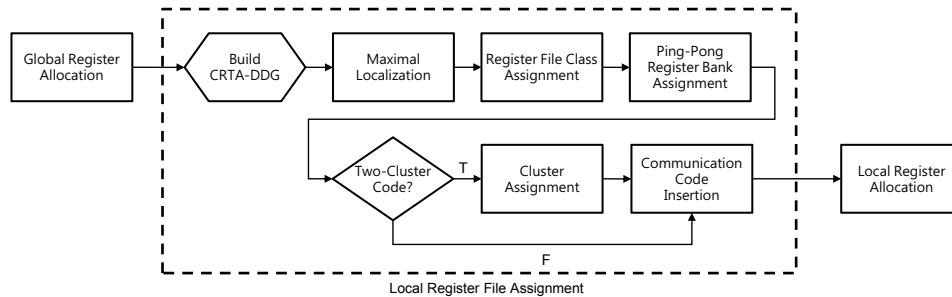 Global Register
Allocation
Build
CRTA-DDG
Maximal
Localization
Register File Class
Assignment
Ping-Pong
Register Bank
Assignment
Two-Cluster
Code?
T
Cluster
Assignment
Communication
Code
Insertion
Local Register
Allocation
F
Local Register File Assignment